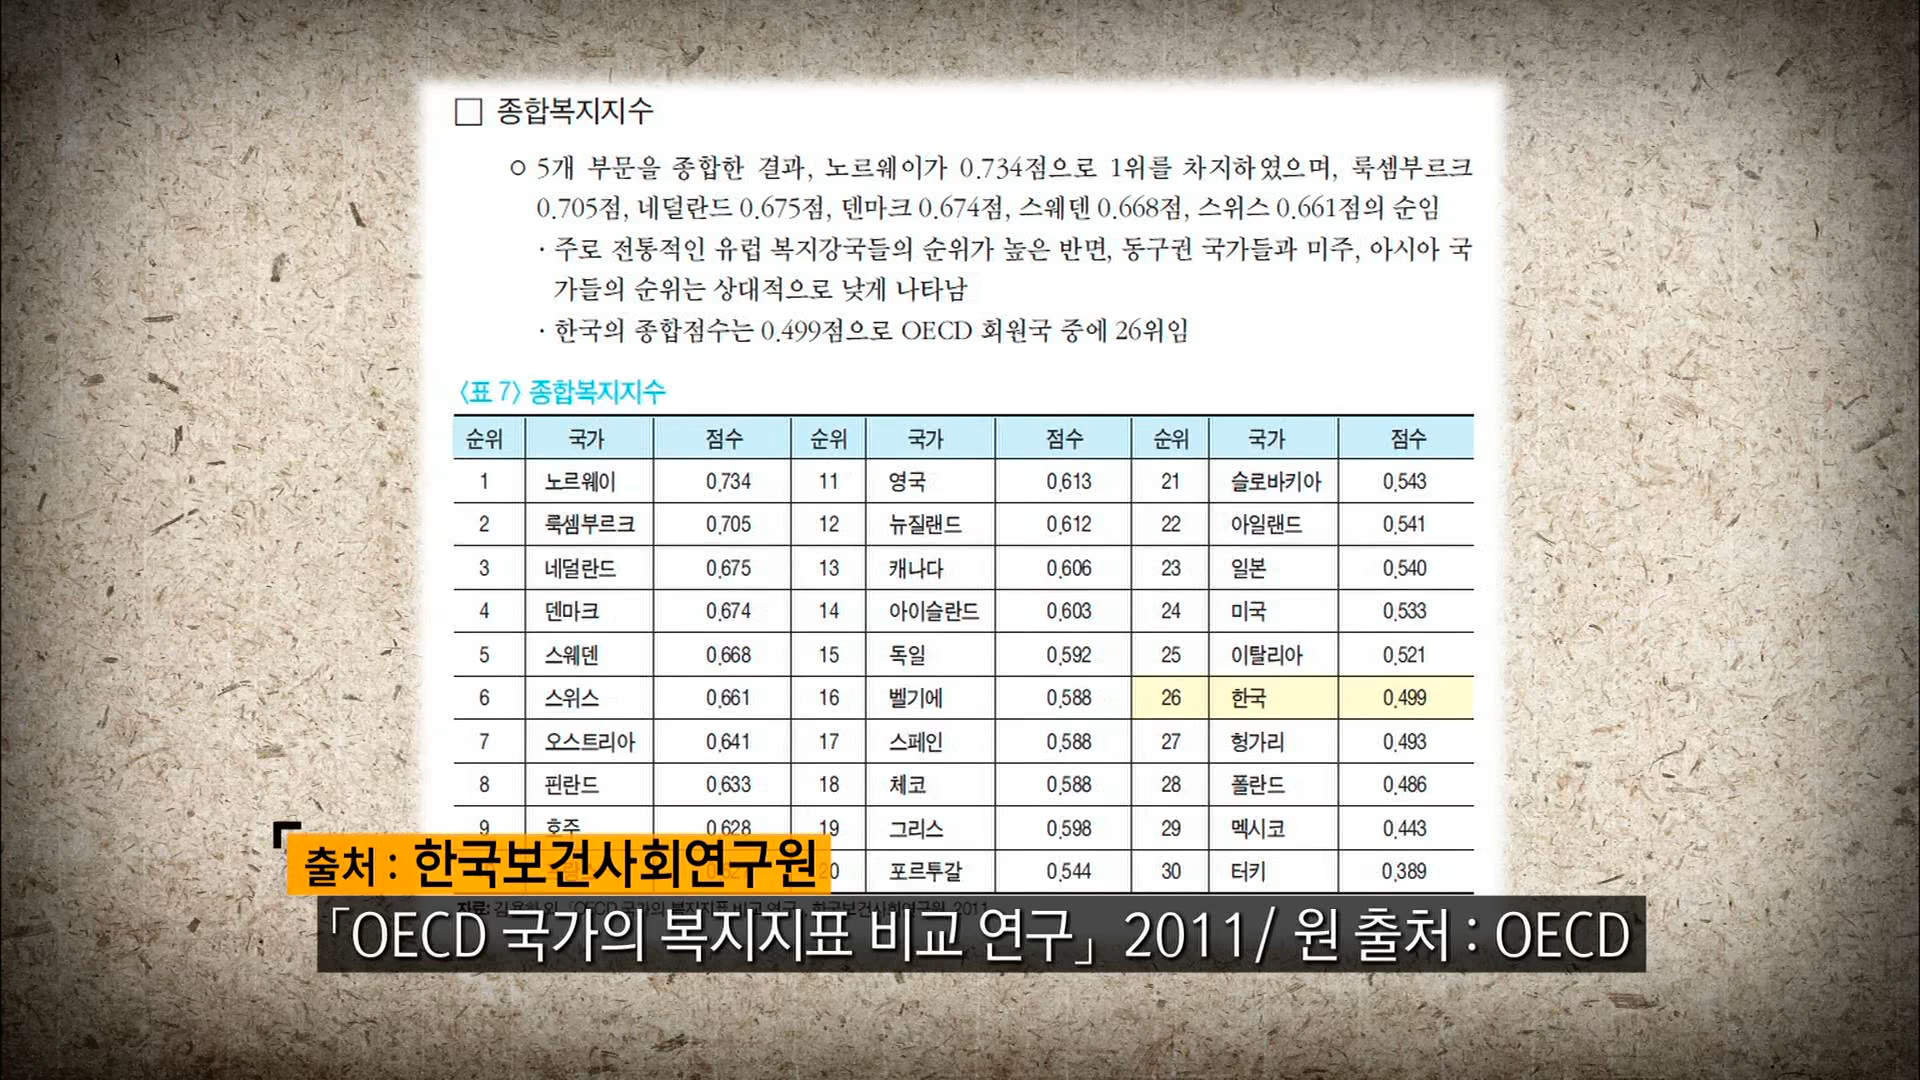 □ 종합복지지수
○ 5개 부문을 종합한 결과, 노르웨이가 0.734점으로 1위를 차지하였으며, 룩셈부르크
0.705점, 네덜란드 0.675점, 덴마크 0.674점, 스웨덴 0.668점, 스위스 0.661점의 순임
· 주로 전통적인 유럽 복지강국들의 순위가 높은 반면, 동구권 국가들과 미주, 아시아 국
가들의 순위는 상대적으로 낮게 나타남
· 한국의 종합점수는 0.499점으로 OECD 회원국 중에 26위임
〈표 7〉 종합복지지수
순위 국가 점수 순위 국가 점수 순위 국가 점수
1 노르웨이 0.734 11 영국 0.613 21 슬로바키아 0.543
2 룩셈부르크 0.705 12 뉴질랜드 0.612 22 아일랜드 0.541
3 네덜란드 0.675 13 캐나다 0.606 23 일본 0.540
4 덴마크 0.674 14 아이슬란드 0.603 24 미국 0.533
5 스웨덴 0.668 15 독일 0.592 25 이탈리아 0.521
6 스위스 0.661 16 벨기에 0.588 26 한국 0.499
7 오스트리아 0.641 17 스페인 0.588 27 헝가리 0.493
8 핀란드 0.633 18 체코 0.588 28 폴란드 0.486
9 호주 0.628 19 그리스 0.598 29 멕시코 0.443
20 포르투갈 0.544 30 터키 0.389
출처 : 한국보건사회연구원
「OECD 국가의 복지지표 비교 연구」 2011/ 원 출처 : OECD